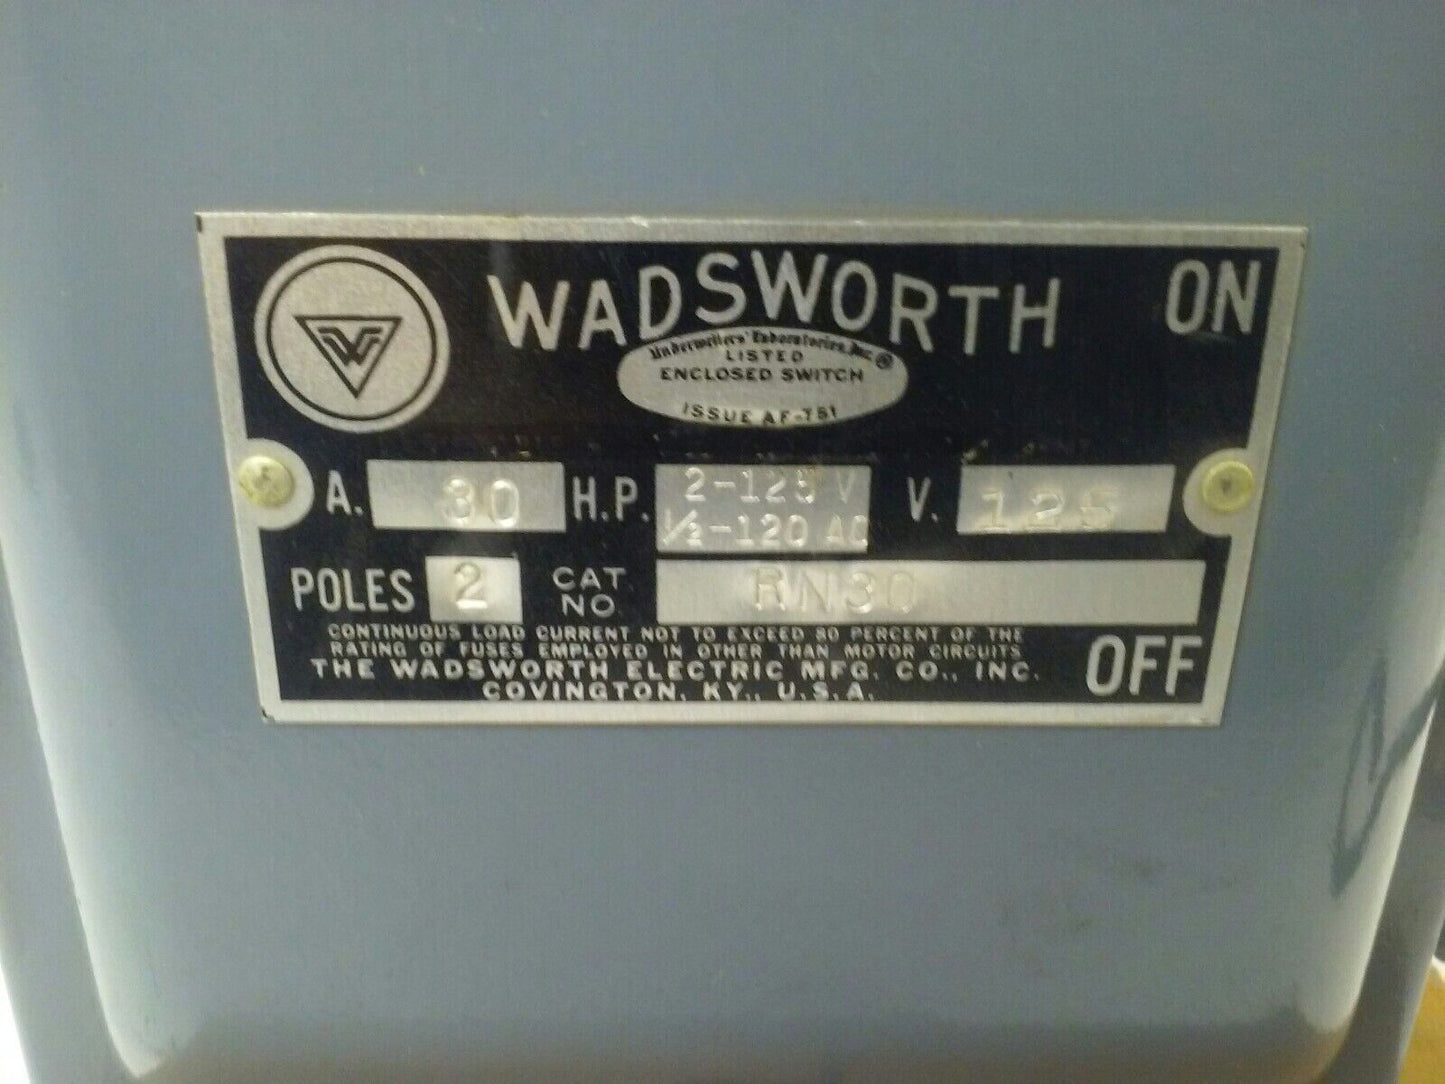 WADSWORTH ON
W
Underwriters' Laboratories, Inc. ®
LISTED
ENCLOSED SWITCH
ISSUE AF-751
A. 30 H.P. 2-125 V V. 125
1/2-120 AC
POLES 2 CAT. NO. RN30
CONTINUOUS LOAD CURRENT NOT TO EXCEED 80 PERCENT OF THE
RATING OF FUSES EMPLOYED IN OTHER THAN MOTOR CIRCUITS
THE WADSWORTH ELECTRIC MFG. CO., INC. OFF
COVINGTON, KY., U.S.A.